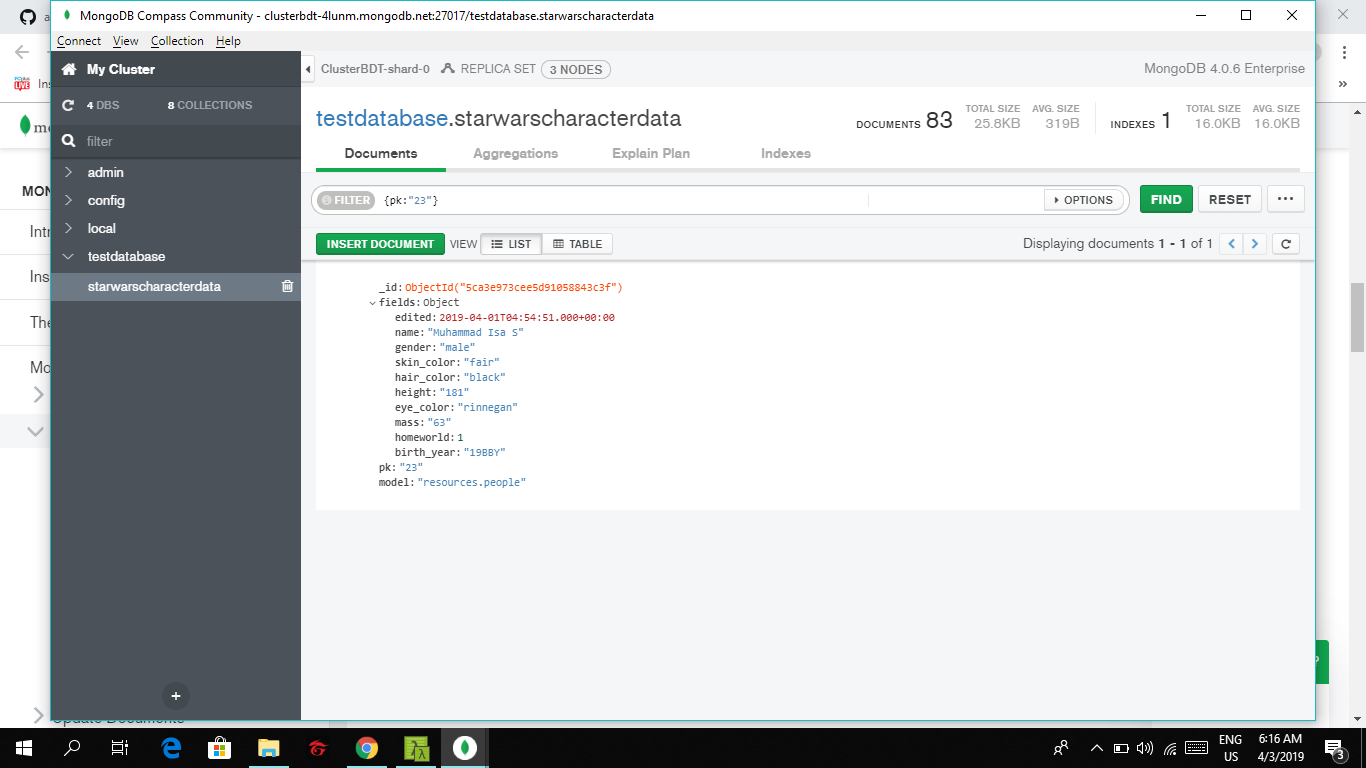 MongoDB Compass Community - clusterbdt-4lunm.mongodb.net:27017/testdatabase.starwarscharacterdata
Connect View Collection Help
My Cluster
ClusterBDT-shard-0 REPLICA SET 3 NODES
MongoDB 4.0.6 Enterprise
4 DBS 8 COLLECTIONS
filter
admin
config
local
testdatabase
starwarscharacterdata
testdatabase.starwarscharacterdata
DOCUMENTS 83 TOTAL SIZE 25.8KB AVG. SIZE 319B
INDEXES 1 TOTAL SIZE 16.0KB AVG. SIZE 16.0KB
Documents Aggregations Explain Plan Indexes
FILTER {pk:"23"} OPTIONS FIND RESET ...
INSERT DOCUMENT VIEW LIST TABLE Displaying documents 1 - 1 of 1
_id:ObjectId("5ca3e973cee5d91058843c3f")
fields:Object
edited:2019-04-01T04:54:51.000+00:00
name:"Muhammad Isa S"
gender:"male"
skin_color:"fair"
hair_color:"black"
height:"181"
eye_color:"rinnegan"
mass:"63"
homeworld:1
birth_year:"19BBY"
pk:"23"
model:"resources.people"
LIVE Ins
MON
Intr
Ins
The
Mo
Update Documents
ENG
US
6:16 AM
4/3/2019
3